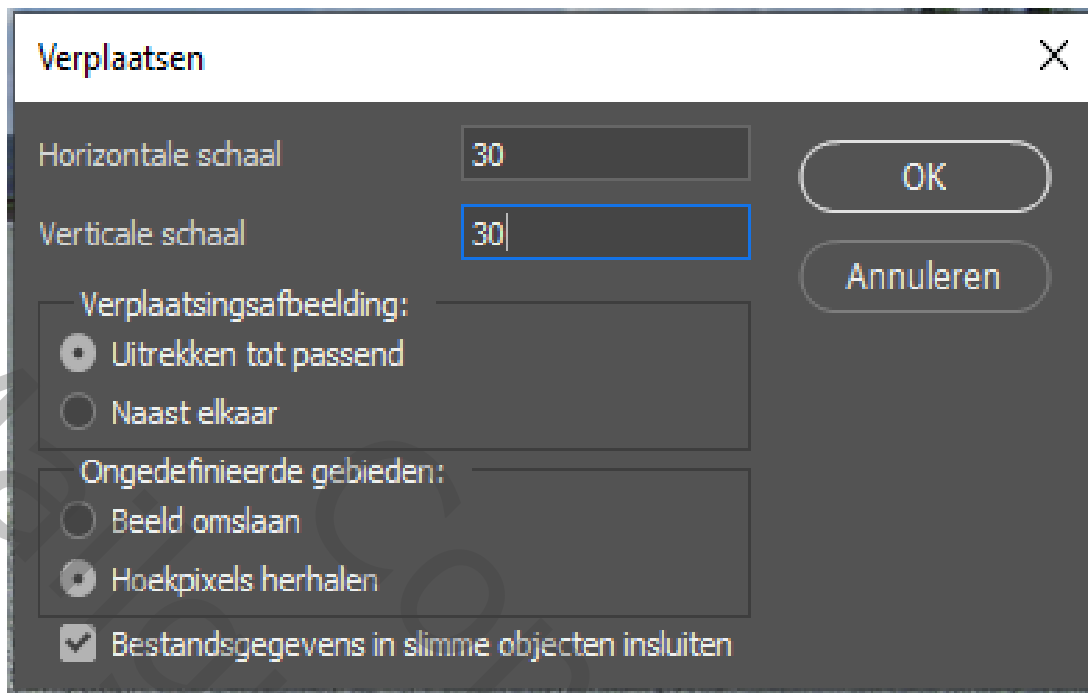 Verplaatsen
Horizontale schaal 30 OK
Verticale schaal 30
Annuleren
Verplaatsingsafbeelding:
Uitrekken tot passend
Naast elkaar
Ongedefinieerde gebieden:
Beeld omslaan
Hoekpixels herhalen
Bestandsgegevens in slimme objecten insluiten